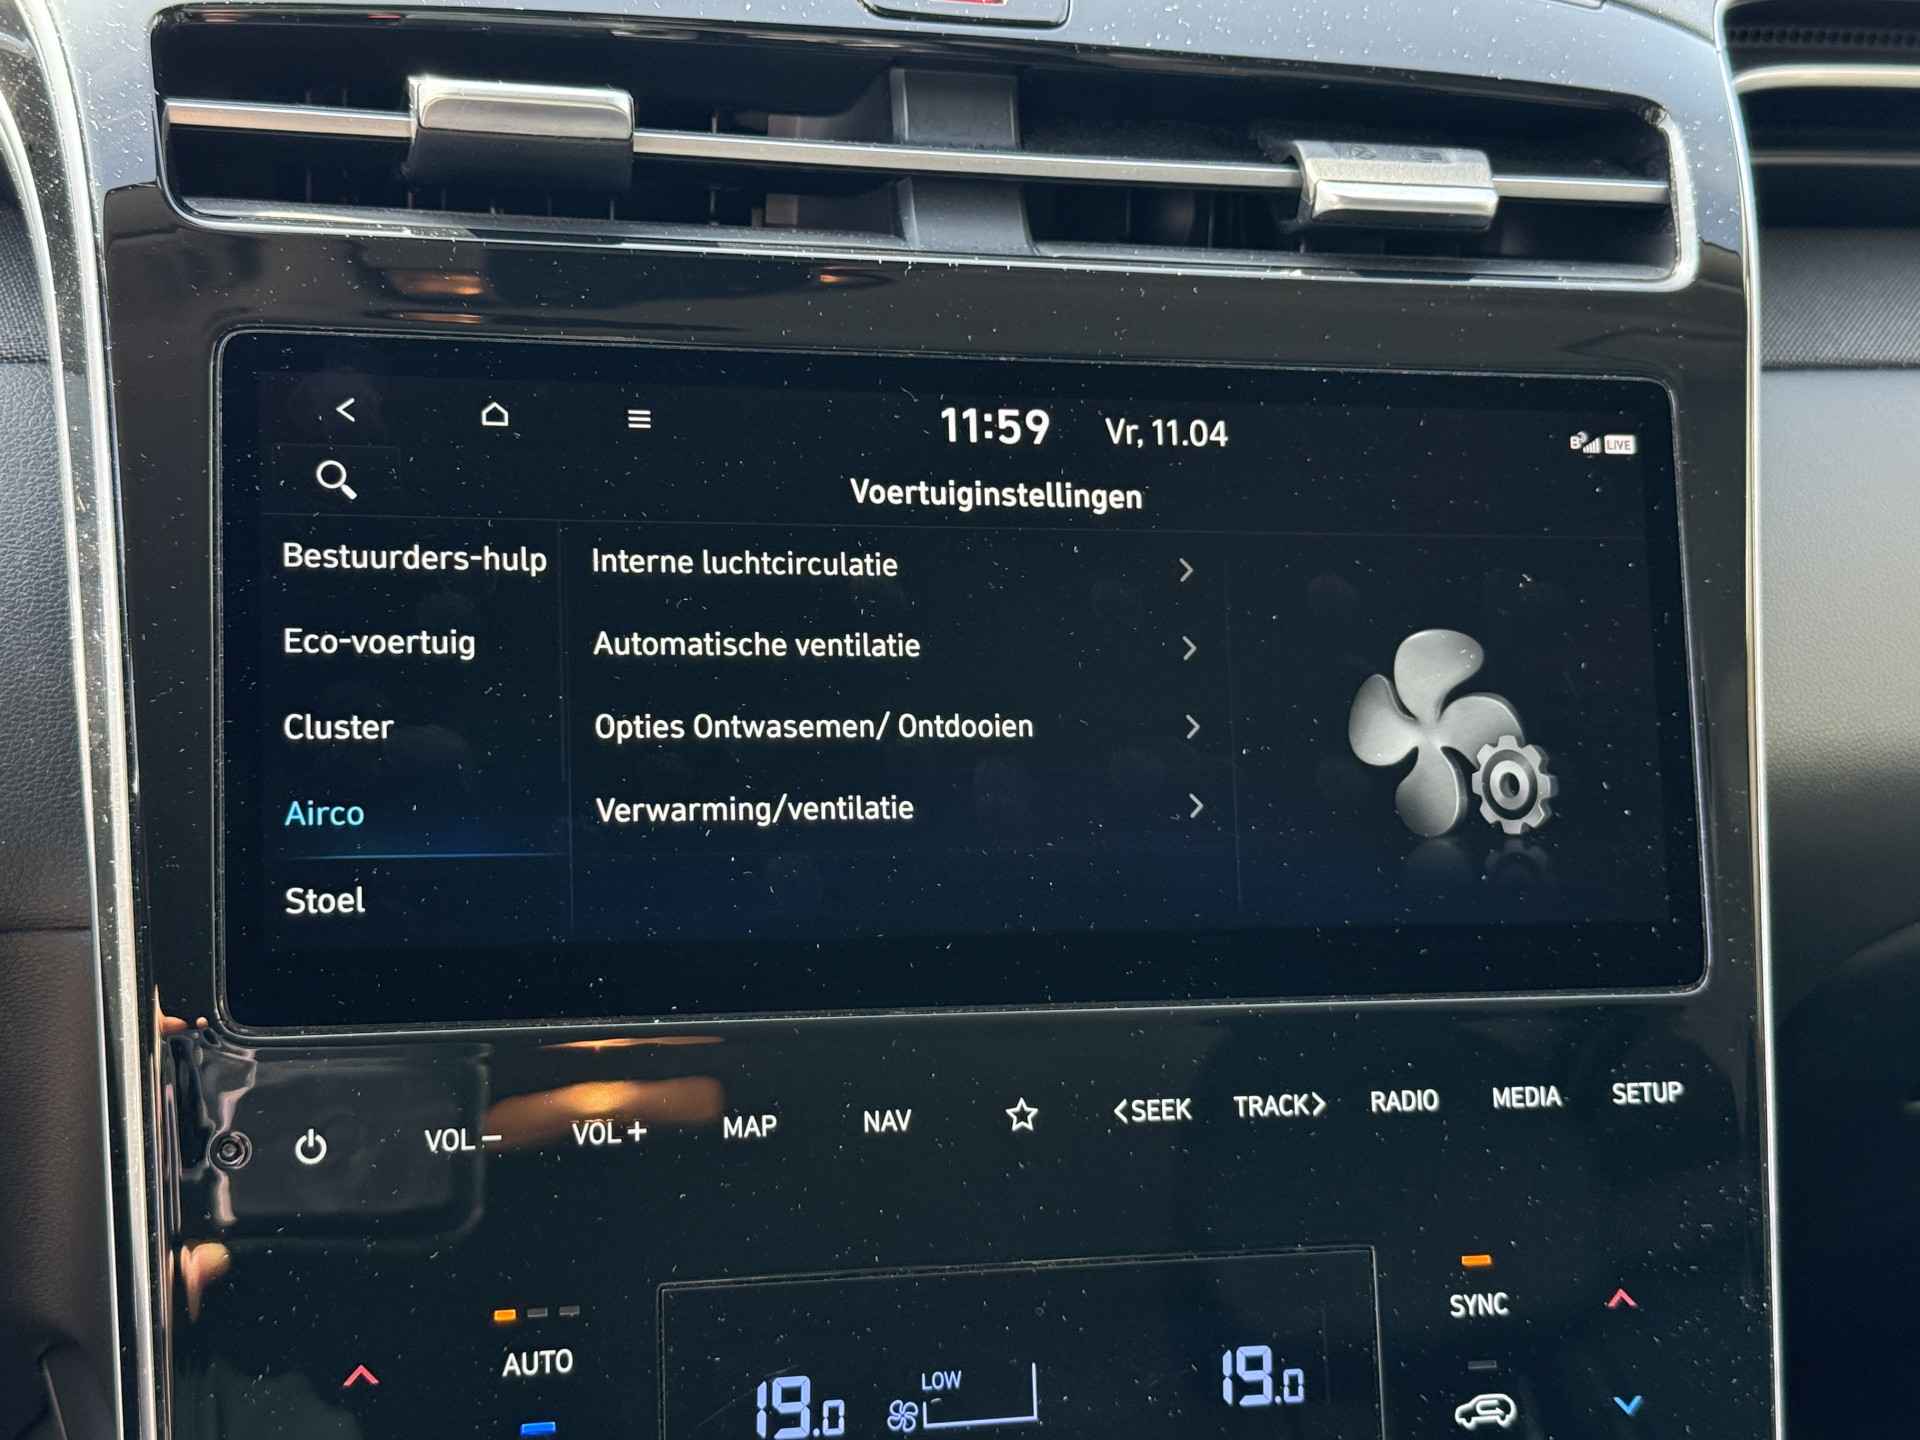 11:59 Vr, 11.04 LIVE
Voertuiginstellingen
Bestuurders-hulp
Eco-voertuig
Cluster
Airco
Stoel
Interne luchtcirculatie
Automatische ventilatie
Opties Ontwasemen/ Ontdooien
Verwarming/ventilatie
VOL − VOL + MAP NAV <SEEK TRACK> RADIO MEDIA SETUP
AUTO
19.0
LOW
19.0
SYNC